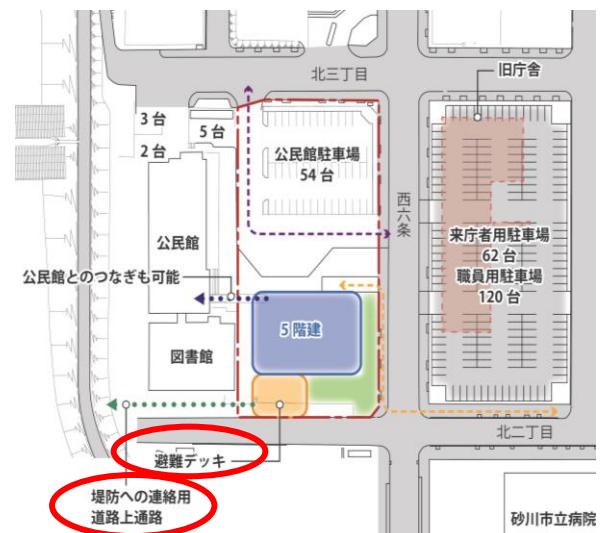 北三丁目
旧庁舎
3台
5台
2台
公民館駐車場
54台
西六条
公民館
来庁者用駐車場
62台
職員用駐車場
120台
公民館とのつなぎも可能
5階建
図書館
北二丁目
避難デッキ
堤防への連絡用
道路上通路
砂川市立病院